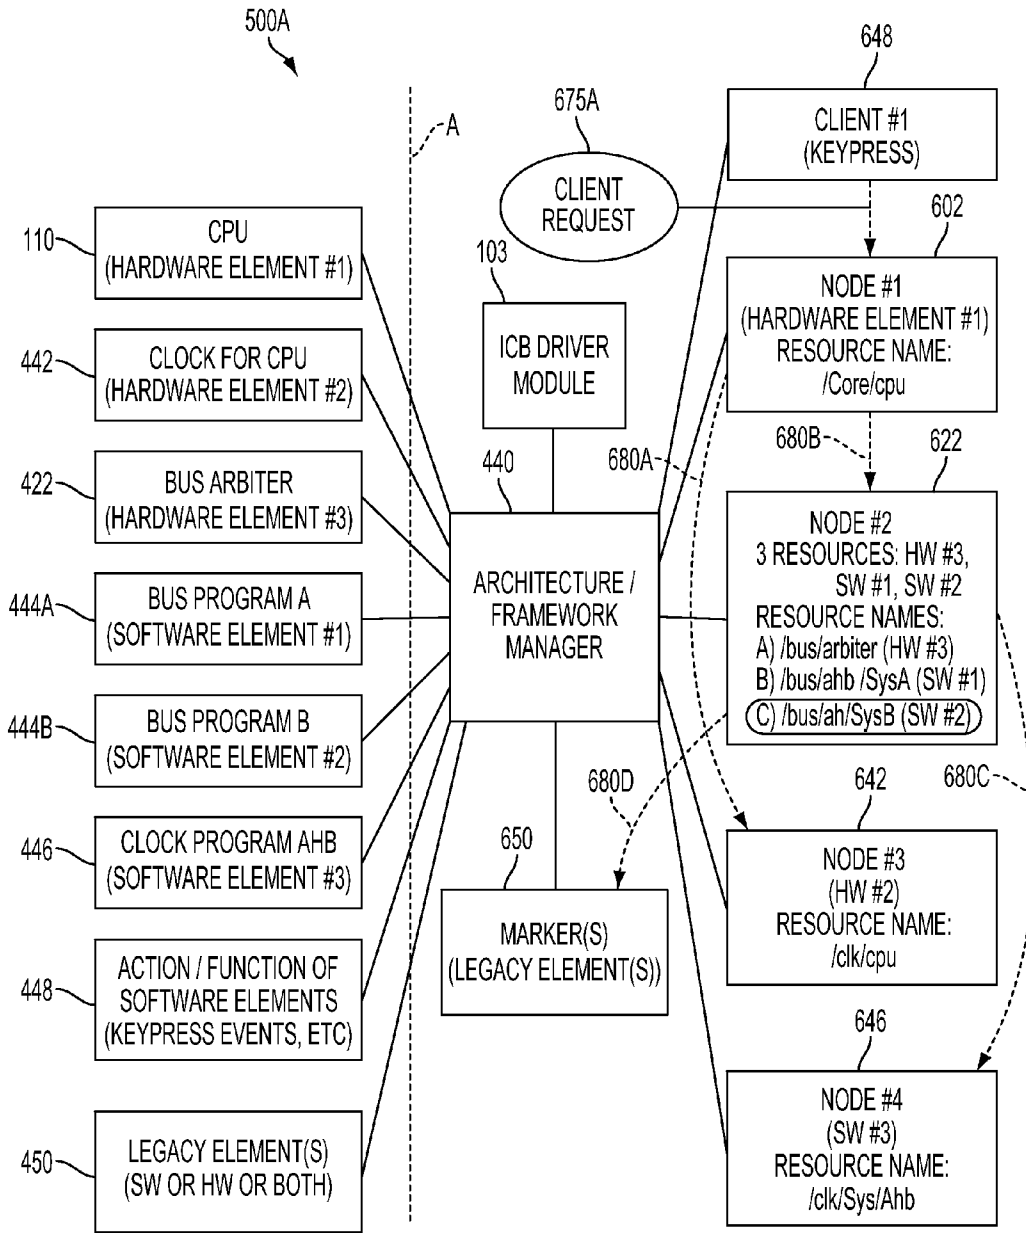 500A
A
110
CPU
(HARDWARE ELEMENT #1)
442
CLOCK FOR CPU
(HARDWARE ELEMENT #2)
422
BUS ARBITER
(HARDWARE ELEMENT #3)
444A
BUS PROGRAM A
(SOFTWARE ELEMENT #1)
444B
BUS PROGRAM B
(SOFTWARE ELEMENT #2)
446
CLOCK PROGRAM AHB
(SOFTWARE ELEMENT #3)
448
ACTION / FUNCTION OF
SOFTWARE ELEMENTS
(KEYPRESS EVENTS, ETC)
450
LEGACY ELEMENT(S)
(SW OR HW OR BOTH)
675A
CLIENT
REQUEST
103
ICB DRIVER
MODULE
440
ARCHITECTURE /
FRAMEWORK
MANAGER
650
MARKER(S)
(LEGACY ELEMENT(S))
648
CLIENT #1
(KEYPRESS)
602
NODE #1
(HARDWARE ELEMENT #1)
RESOURCE NAME:
/Core/cpu
680A
680B
622
NODE #2
3 RESOURCES: HW #3,
SW #1, SW #2
RESOURCE NAMES:
A) /bus/arbiter (HW #3)
B) /bus/ahb /SysA (SW #1)
C) /bus/ah/SysB (SW #2)
680D
680C
642
NODE #3
(HW #2)
RESOURCE NAME:
/clk/cpu
646
NODE #4
(SW #3)
RESOURCE NAME:
/clk/Sys/Ahb